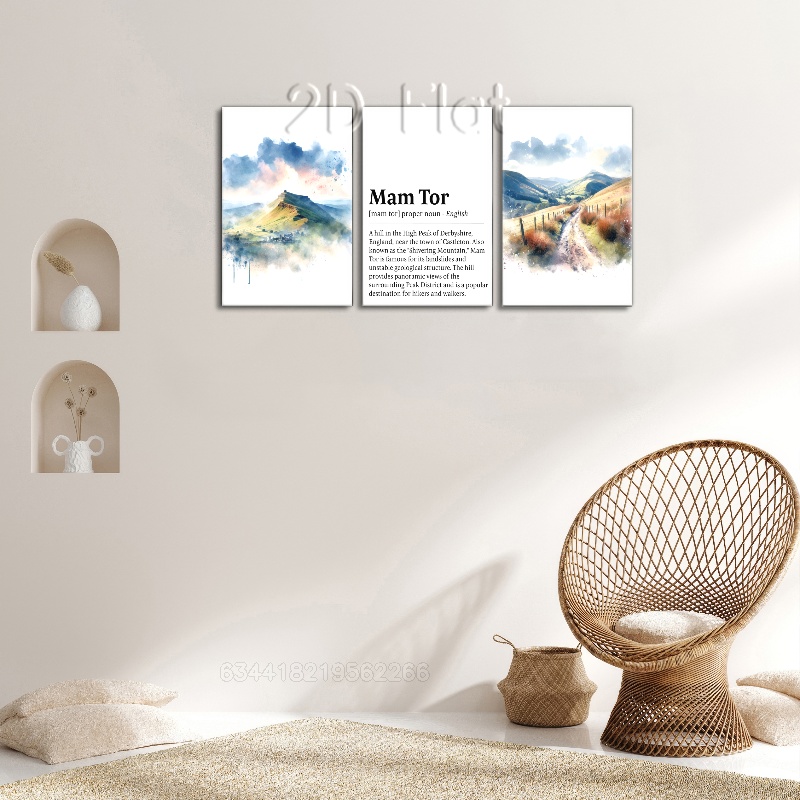 2D Flat
Mam Tor
[mam tor] proper noun · English
A hill in the High Peak of Derbyshire,
England, near the town of Castleton. Also
known as the "Shivering Mountain," Mam
Tor is famous for its landslides and
unstable geological structure. The hill
provides panoramic views of the
surrounding Peak District and is a popular
destination for hikers and walkers.
634418219562266